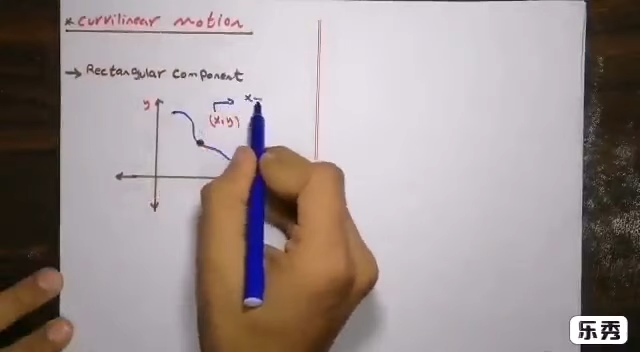 * curvilinear motion
→ Rectangular component
y
x=
(x,y)
乐秀